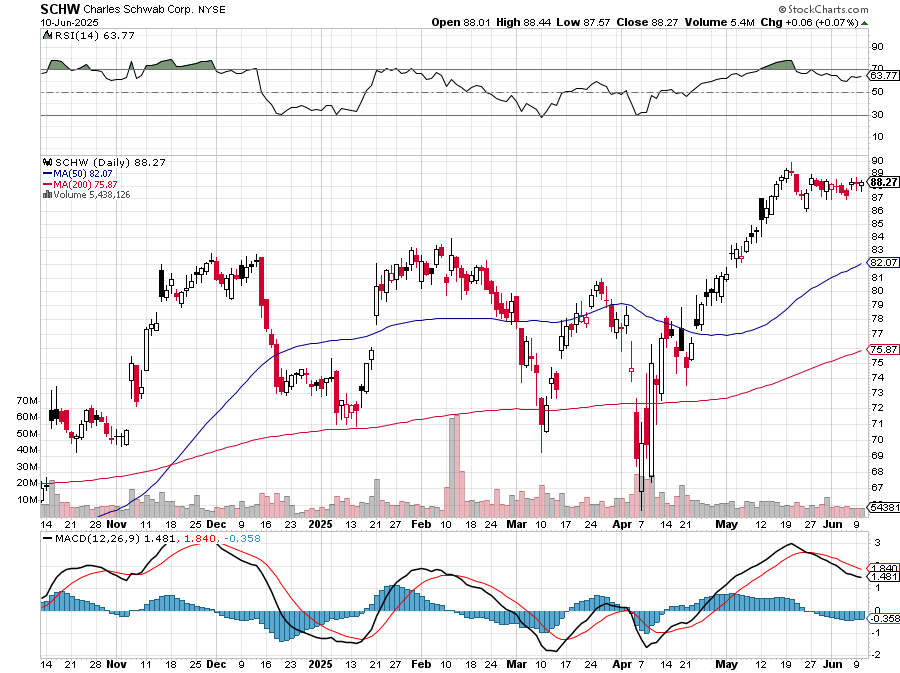 SCHW Charles Schwab Corp. NYSE
© StockCharts.com
10-Jun-2025
Open 88.01 High 88.44 Low 87.57 Close 88.27 Volume 5.4M Chg +0.06 (+0.07%)
RSI(14) 63.77
90
70
63.77
50
30
10
SCHW (Daily) 88.27
MA(50) 82.07
MA(200) 75.87
Volume 5,438,126
90
89
88.27
87
86
85
84
83
82.07
81
80
79
78
77
75.87
75
74
73
72
71
70
69
68
67
54381
70M
60M
50M
40M
30M
20M
10M
14 21 28 Nov 11 18 25 Dec 9 16 23 2025 13 21 27 Feb 10 18 24 Mar 10 17 24 Apr 7 14 21 May 12 19 27 Jun 9
MACD(12,26,9) 1.481, 1.840, -0.358
3
2
1.840
1.481
1
0
-0.358
-1
-2
14 21 28 Nov 11 18 25 Dec 9 16 23 2025 13 21 27 Feb 10 18 24 Mar 10 17 24 Apr 7 14 21 May 12 19 27 Jun 9